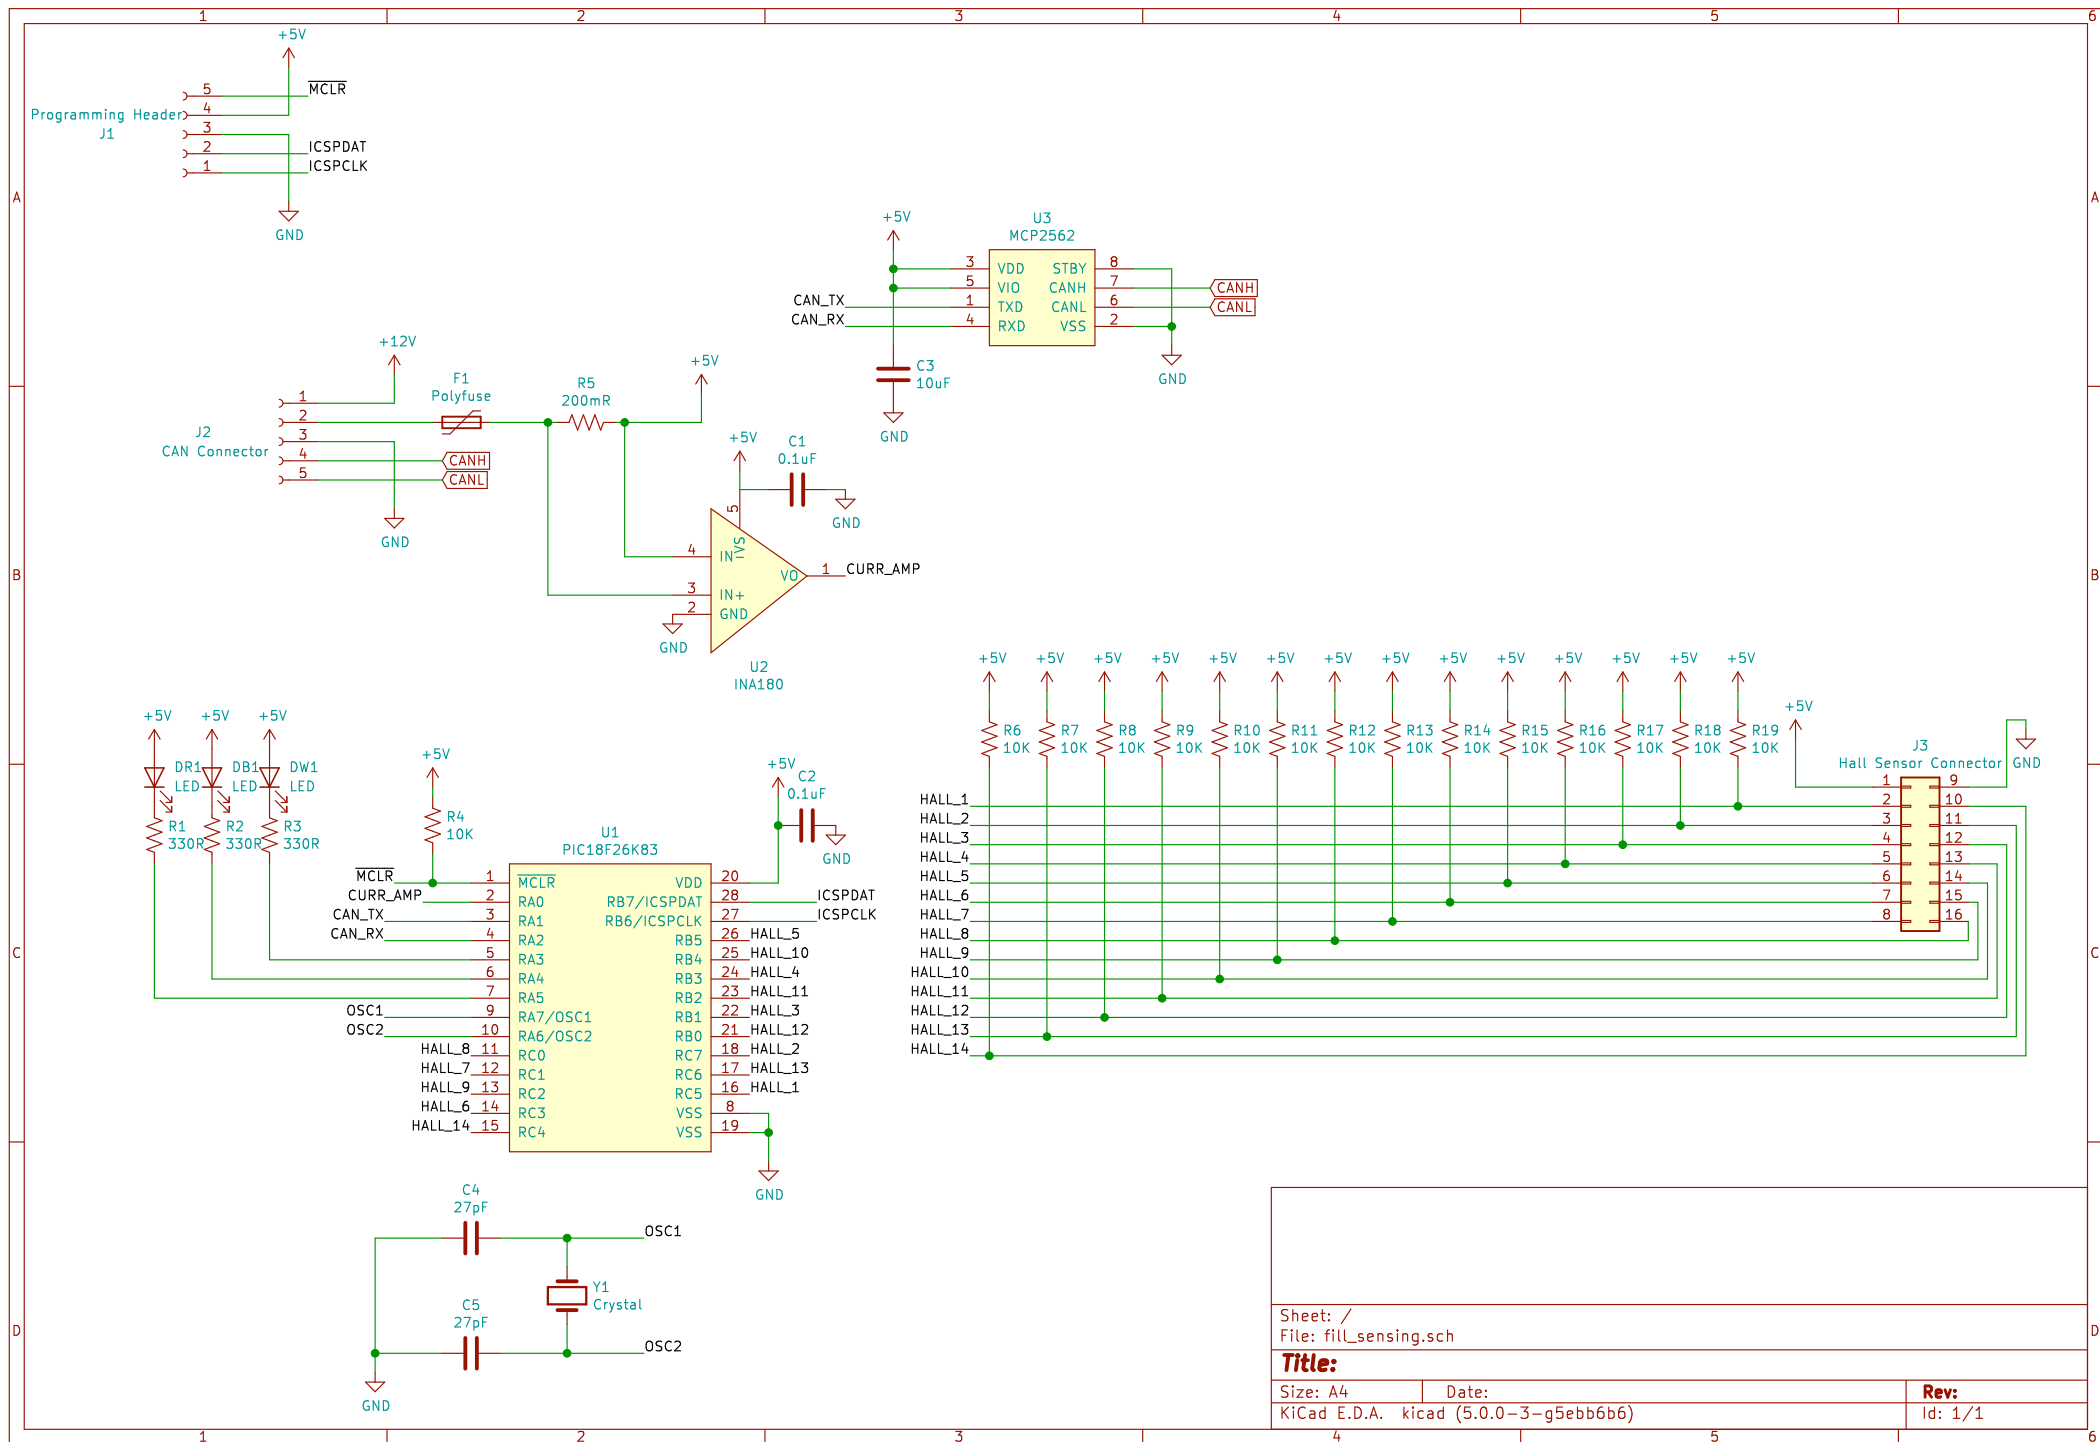 1 2 3 4 5 6
+5V
5 MCLR
Programming Header 4
J1 3
2 ICSPDAT
1 ICSPCLK
GND
A A
+5V
U3
MCP2562
3 VDD STBY 8
5 VIO CANH 7 CANH
CAN_TX 1 TXD CANL 6 CANL
CAN_RX 4 RXD VSS 2
GND
C3
10uF
GND
+12V
F1
Polyfuse
R5
200mR
+5V
1
2
J2 3
CAN Connector 4 CANH
5 CANL
GND
+5V
C1
0.1uF
GND
5
VS
4 IN-
VO 1 CURR_AMP
3 IN+
2 GND
GND
U2
INA180
B B
+5V +5V +5V +5V +5V +5V +5V +5V +5V +5V +5V +5V +5V +5V
R6 R7 R8 R9 R10 R11 R12 R13 R14 R15 R16 R17 R18 R19
10K 10K 10K 10K 10K 10K 10K 10K 10K 10K 10K 10K 10K 10K
+5V
J3
Hall Sensor Connector GND
1 9
HALL_1 2 10
HALL_2 3 11
HALL_3 4 12
HALL_4 5 13
HALL_5 6 14
HALL_6 7 15
HALL_7 8 16
HALL_8
HALL_9
HALL_10
HALL_11
HALL_12
HALL_13
HALL_14
+5V +5V +5V
DR1 DB1 DW1
LED LED LED
R1 R2 R3
330R 330R 330R
+5V
R4
10K
+5V
C2
0.1uF
GND
U1
PIC18F26K83
MCLR 1 MCLR VDD 20
CURR_AMP 2 RA0 RB7/ICSPDAT 28 ICSPDAT
CAN_TX 3 RA1 RB6/ICSPCLK 27 ICSPCLK
CAN_RX 4 RA2 RB5 26 HALL_5
5 RA3 RB4 25 HALL_10
6 RA4 RB3 24 HALL_4
7 RA5 RB2 23 HALL_11
OSC1 9 RA7/OSC1 RB1 22 HALL_3
OSC2 10 RA6/OSC2 RB0 21 HALL_12
HALL_8 11 RC0 RC7 18 HALL_2
HALL_7 12 RC1 RC6 17 HALL_13
HALL_9 13 RC2 RC5 16 HALL_1
HALL_6 14 RC3 VSS 8
HALL_14 15 RC4 VSS 19
GND
C C
C4
27pF
OSC1
Y1
Crystal
C5
27pF
OSC2
GND
D D
Sheet: /
File: fill_sensing.sch
Title:
Size: A4 Date: Rev:
KiCad E.D.A. kicad (5.0.0-3-g5ebb6b6) Id: 1/1
1 2 3 4 5 6